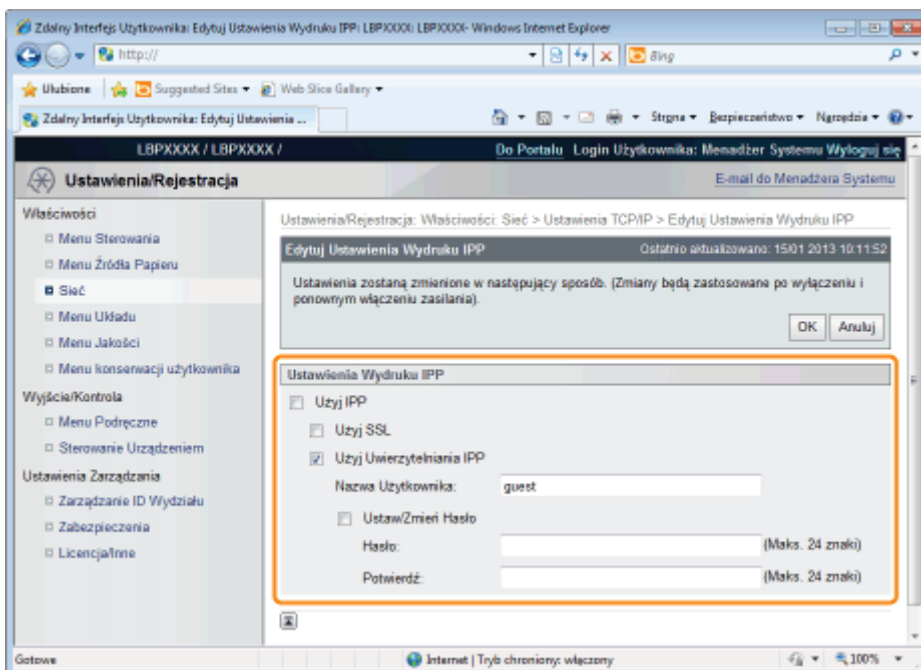 Zdalny Interfejs Użytkownika: Edytuj Ustawienia Wydruku IPP: LBPXXXX: LBPXXXX- Windows Internet Explorer
http://
Bing
Ulubione Suggested Sites Web Slice Gallery
Zdalny Interfejs Użytkownika: Edytuj Ustawienia ...
Strona Bezpieczeństwo Narzędzia
LBPXXXX / LBPXXXX /
Do Portalu Login Użytkownika: Menadżer Systemu Wyloguj się
Ustawienia/Rejestracja
E-mail do Menadżera Systemu
Właściwości
Menu Sterowania
Menu Źródła Papieru
Sieć
Menu Układu
Menu Jakości
Menu konserwacji użytkownika
Wyjście/Kontrola
Menu Podręczne
Sterowanie Urządzeniem
Ustawienia Zarządzania
Zarządzanie ID Wydziału
Zabezpieczenia
Licencja/Inne
Ustawienia/Rejestracja: Właściwości: Sieć > Ustawienia TCP/IP > Edytuj Ustawienia Wydruku IPP
Edytuj Ustawienia Wydruku IPP
Ostatnio aktualizowano: 15/01 2013 10:11:52
Ustawienia zostaną zmienione w następujący sposób. (Zmiany będą zastosowane po wyłączeniu i
ponownym włączeniu zasilania).
OK Anuluj
Ustawienia Wydruku IPP
Użyj IPP
Użyj SSL
Użyj Uwierzytelniania IPP
Nazwa Użytkownika: guest
Ustaw/Zmień Hasło
Hasło: (Maks. 24 znaki)
Potwierdź: (Maks. 24 znaki)
Gotowe
Internet | Tryb chroniony: włączony
100%